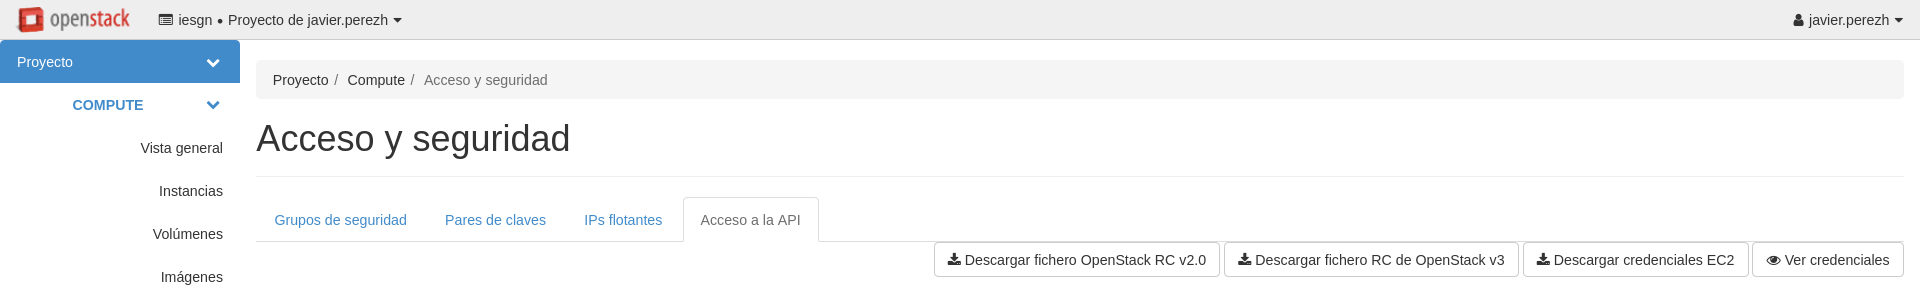 openstack iesgn • Proyecto de javier.perezh javier.perezh
Proyecto
COMPUTE
Vista general
Instancias
Volúmenes
Imágenes
Proyecto / Compute / Acceso y seguridad
Acceso y seguridad
Grupos de seguridad Pares de claves IPs flotantes Acceso a la API
Descargar fichero OpenStack RC v2.0 Descargar fichero RC de OpenStack v3 Descargar credenciales EC2 Ver credenciales